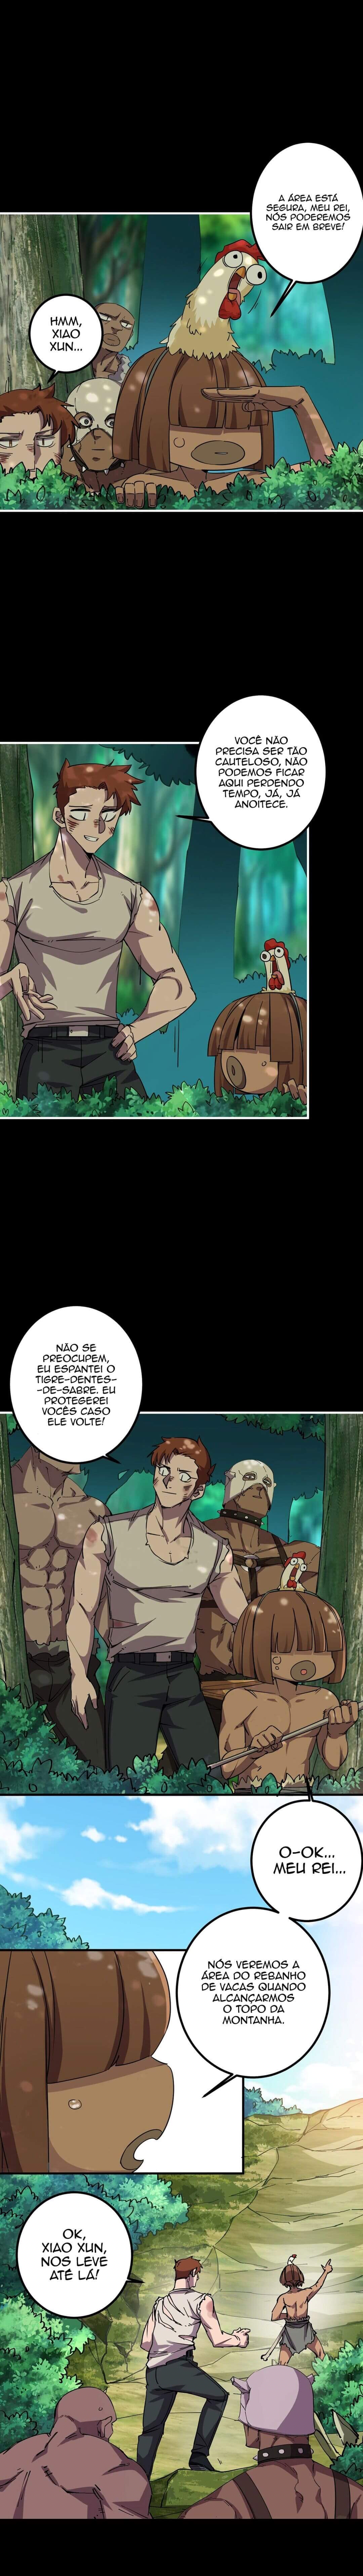 A ÁREA ESTÁ
SEGURA, MEU REI,
NÓS PODEREMOS
SAIR EM BREVE!
HMM,
XIAO
XUN...
VOCÊ NÃO
PRECISA SER TÃO
CAUTELOSO, NÃO
PODEMOS FICAR
AQUI PERDENDO
TEMPO, JÁ, JÁ
ANOITECE.
NÃO SE
PREOCUPEM,
EU ESPANTEI O
TIGRE-DENTES-
-DE-SABRE. EU
PROTEGEREI
VOCÊS CASO
ELE VOLTE!
O-OK...
MEU REI...
NÓS VEREMOS A
ÁREA DO REBANHO
DE VACAS QUANDO
ALCANÇARMOS
O TOPO DA
MONTANHA.
OK,
XIAO XUN,
NOS LEVE
ATÉ LÁ!